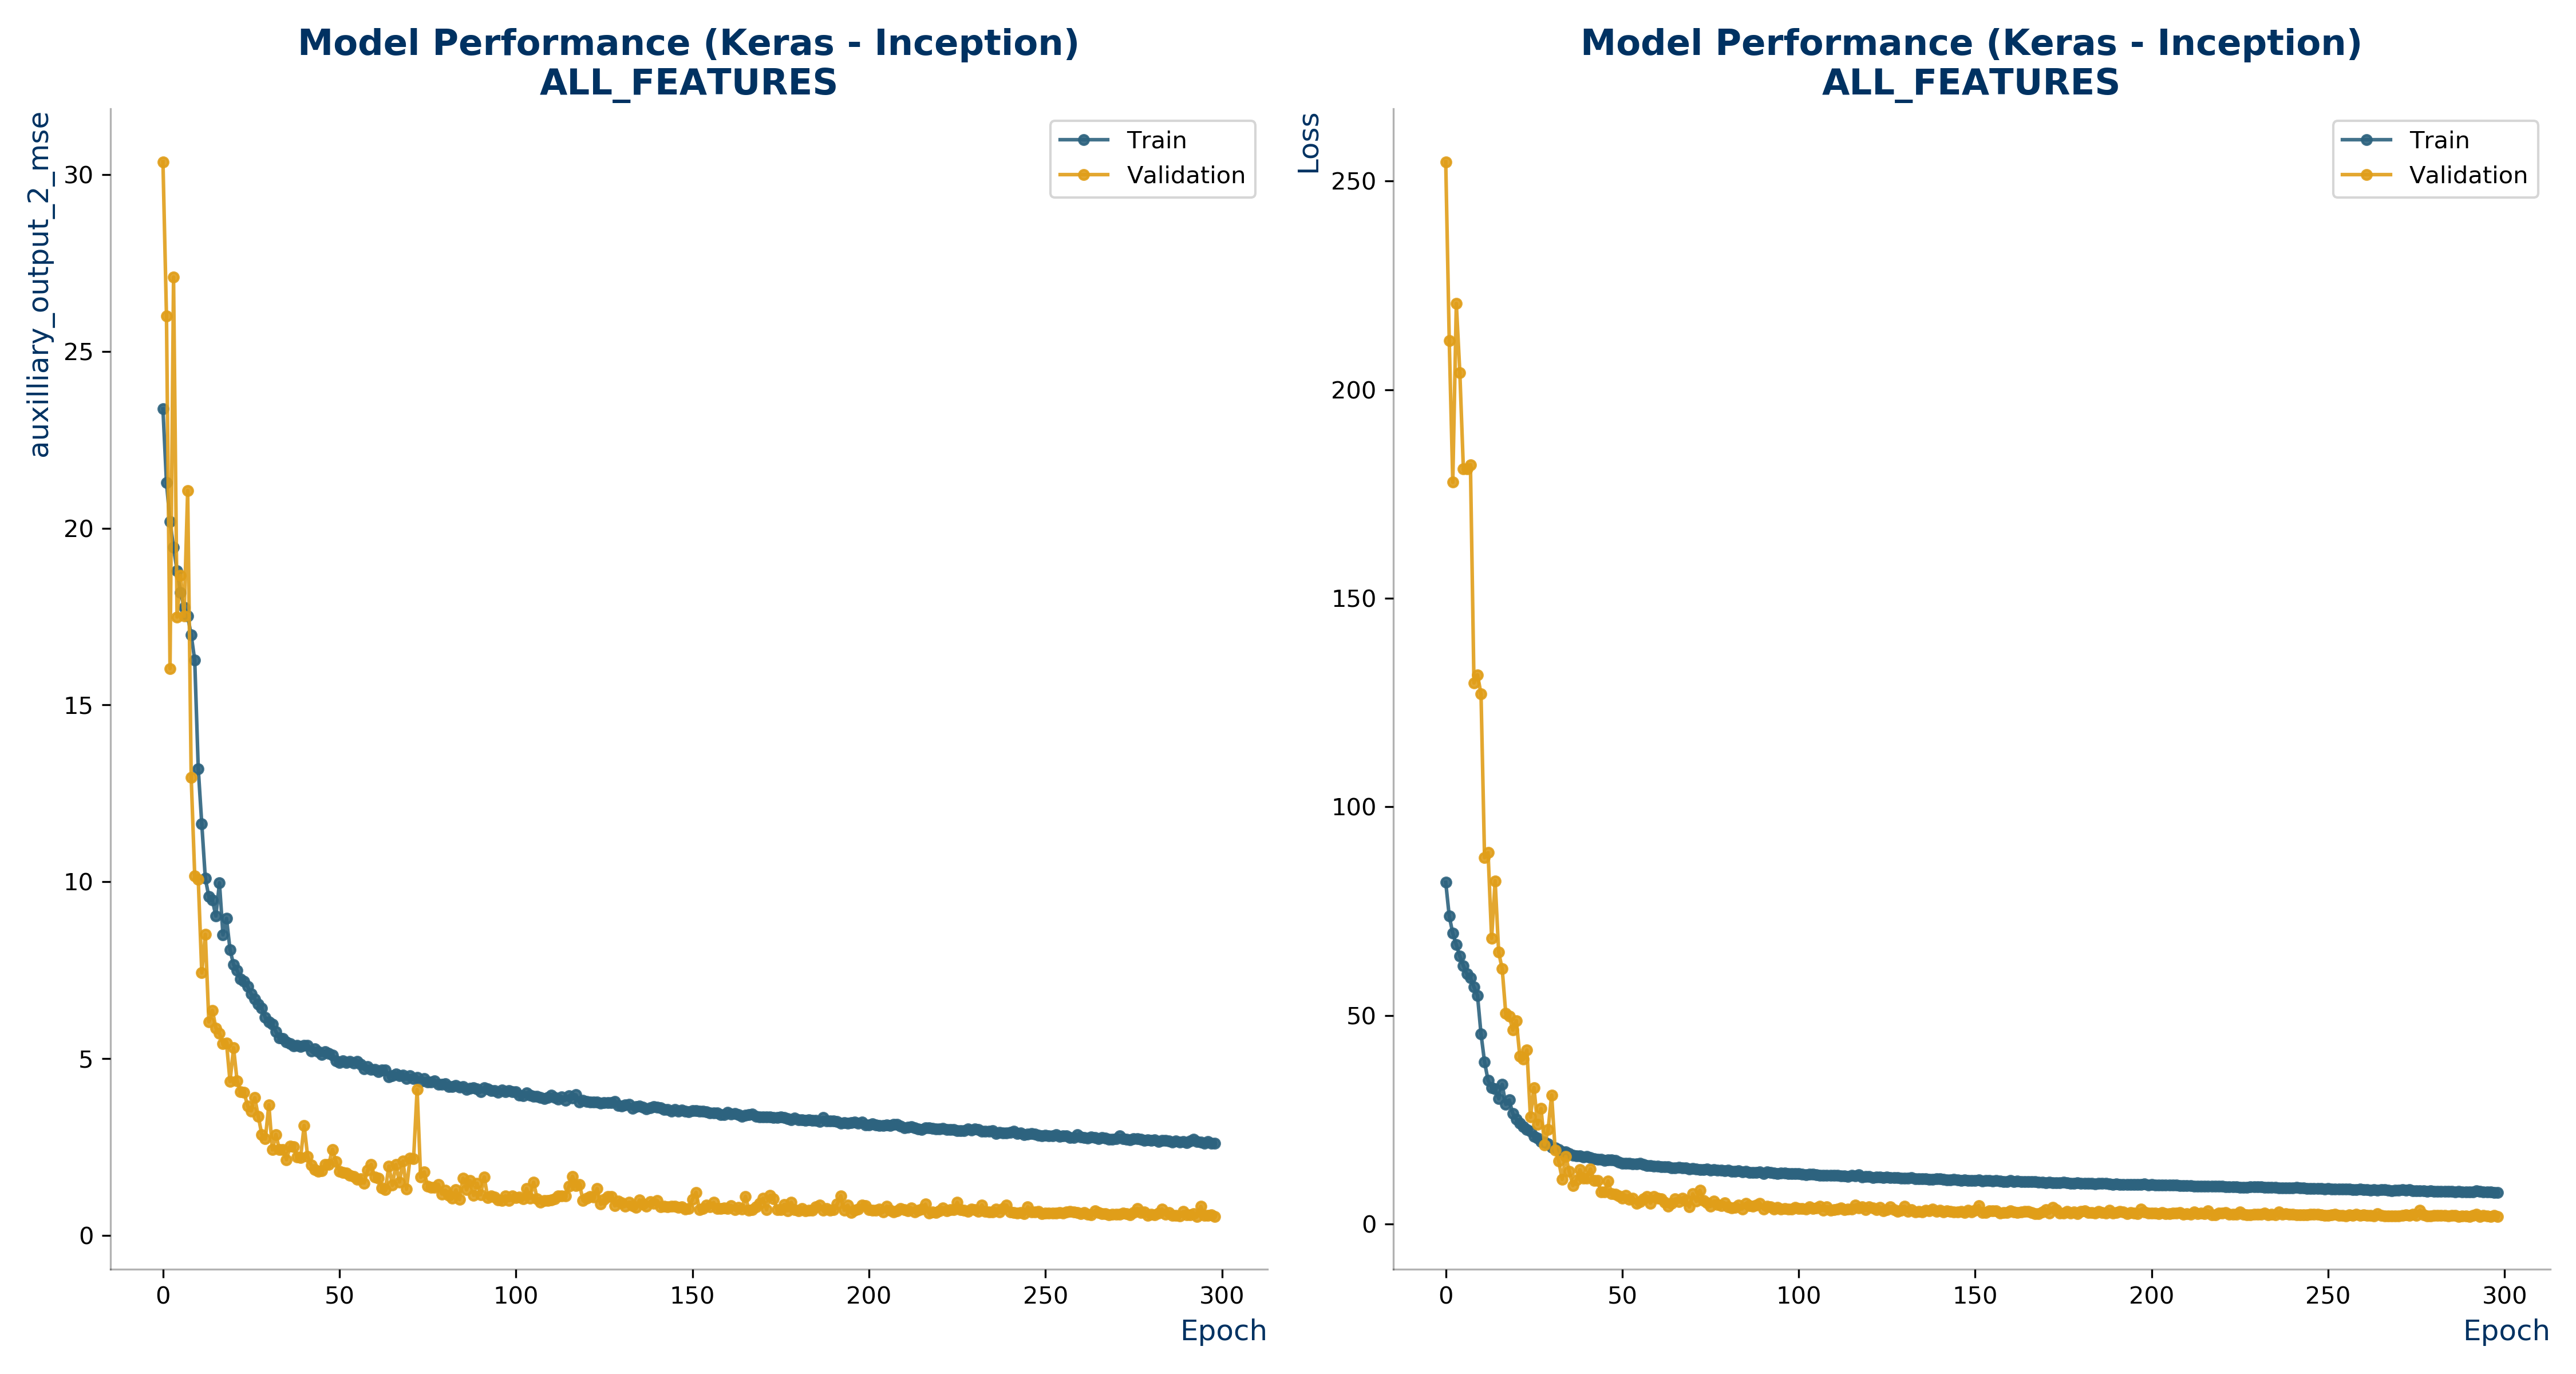 Model Performance (Keras - Inception)
ALL_FEATURES
auxilliary_output_2_mse
30
25
20
15
10
5
0
0 50 100 150 200 250 300
Epoch
Train
Validation
Model Performance (Keras - Inception)
ALL_FEATURES
Loss
250
200
150
100
50
0
0 50 100 150 200 250 300
Epoch
Train
Validation